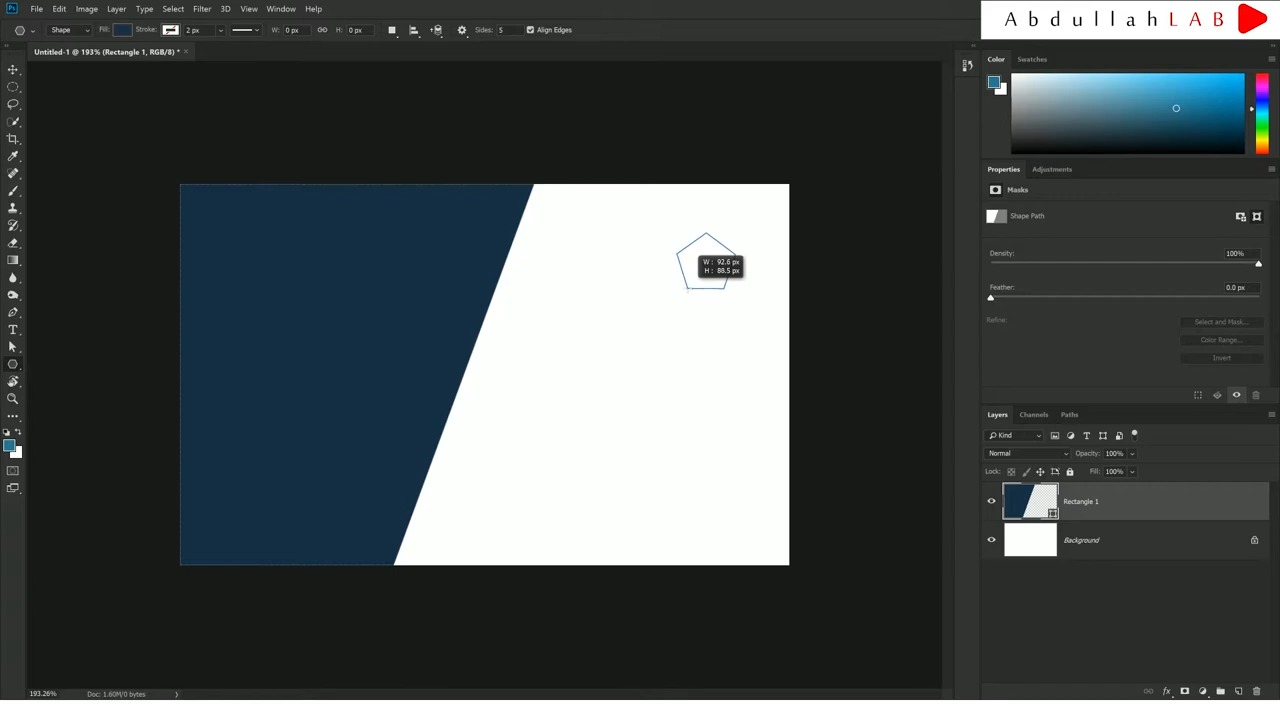 Ps File Edit Image Layer Type Select Filter 3D View Window Help
Abdullah LAB
Shape Fill: Stroke: 2 px W: 0 px H: 0 px Sides: 5 Align Edges
Untitled-1 @ 193% (Rectangle 1, RGB/8) * ×
Color Swatches
Properties Adjustments
Masks
Shape Path
Density: 100%
Feather: 0.0 px
Refine: Select and Mask...
Color Range...
Invert
W : 92.6 px
H : 88.5 px
Layers Channels Paths
Kind
Normal Opacity: 100%
Lock: Fill: 100%
Rectangle 1
Background
193.26% Doc: 1.60M/0 bytes